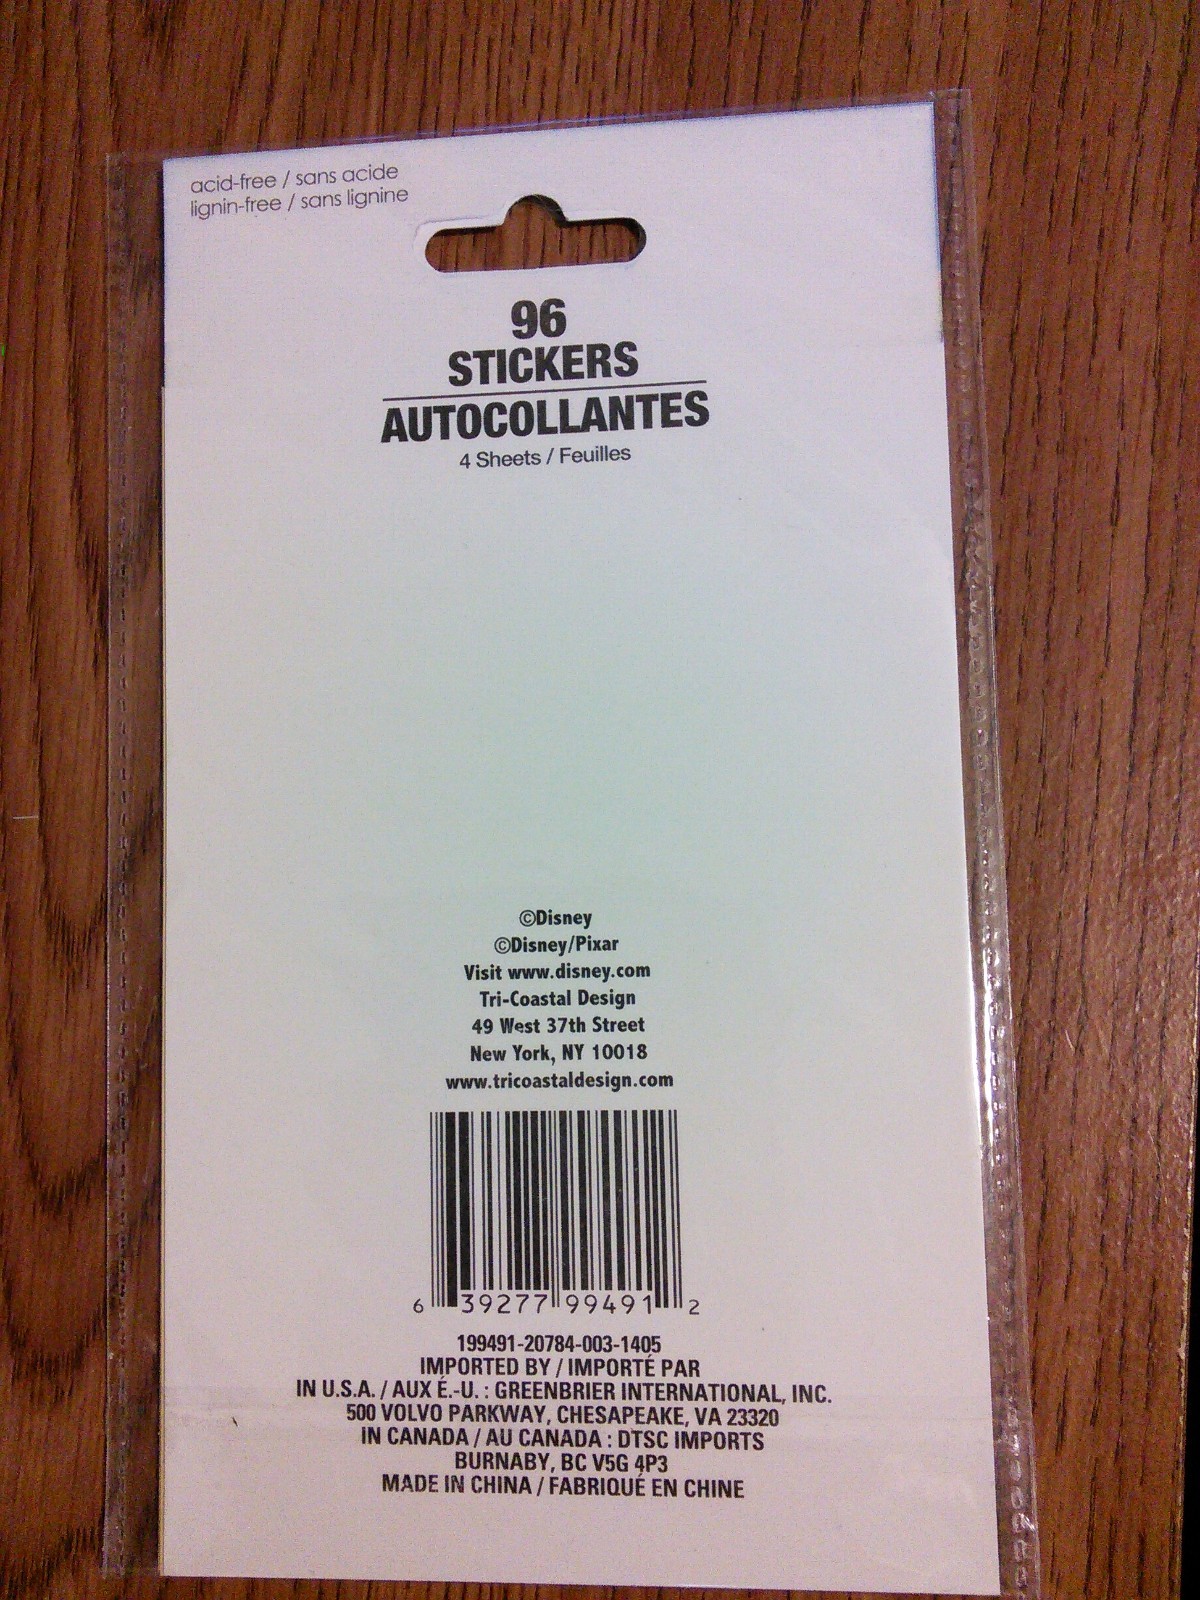 acid-free / sans acide
lignin-free / sans lignine
96
STICKERS
AUTOCOLLANTES
4 Sheets / Feuilles
©Disney
©Disney/Pixar
Visit www.disney.com
Tri-Coastal Design
49 West 37th Street
New York, NY 10018
www.tricoastaldesign.com
6 39277 99491 2
199491-20784-003-1405
IMPORTED BY / IMPORTÉ PAR
IN U.S.A. / AUX É.-U. : GREENBRIER INTERNATIONAL, INC.
500 VOLVO PARKWAY, CHESAPEAKE, VA 23320
IN CANADA / AU CANADA : DTSC IMPORTS
BURNABY, BC V5G 4P3
MADE IN CHINA / FABRIQUÉ EN CHINE